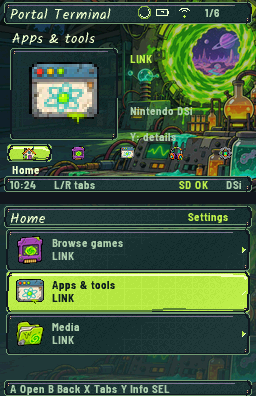 Portal Terminal 1/6
Apps & tools
LINK
Nintendo DSi
Y: details
Home
10:24 L/R tabs SD OK DSi
Home Settings
Browse games
LINK
Apps & tools
LINK
Media
LINK
A Open B Back X Tabs Y Info SEL